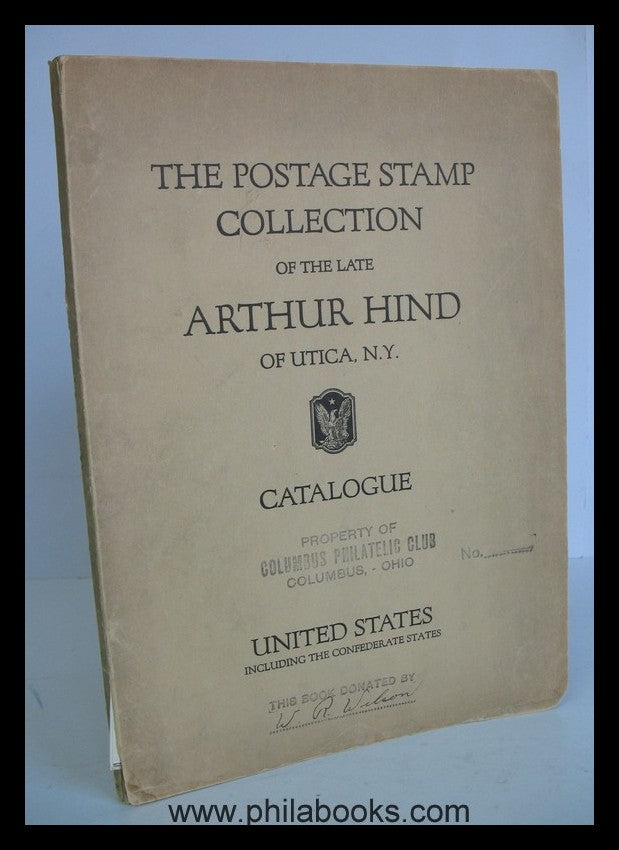 THE POSTAGE STAMP
COLLECTION
OF THE LATE
ARTHUR HIND
OF UTICA, N.Y.
CATALOGUE
PROPERTY OF
COLUMBUS PHILATELIC CLUB
COLUMBUS, - OHIO
No.
UNITED STATES
INCLUDING THE CONFEDERATE STATES
THIS BOOK DONATED BY
W. R. Wilson
www.philabooks.com